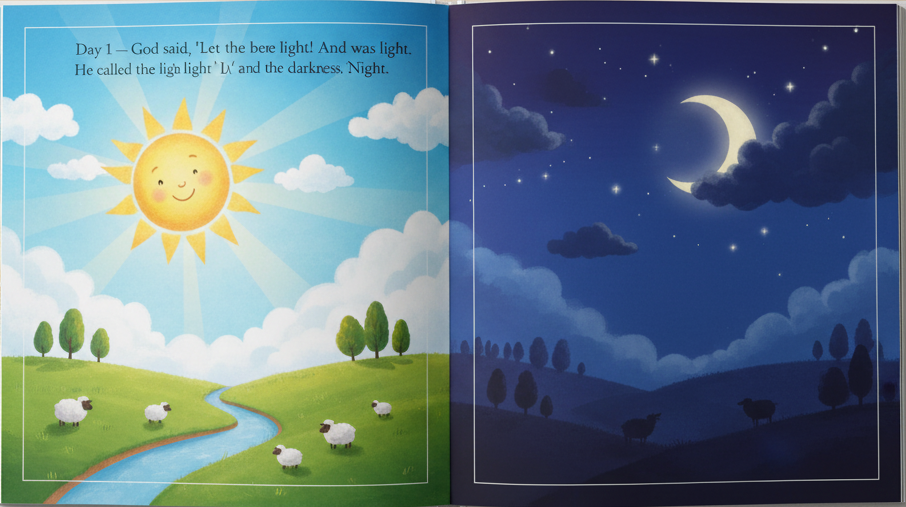 Day 1 — God said, 'Let the bere light! And was light.
He called the light light' and the darkness. Night.